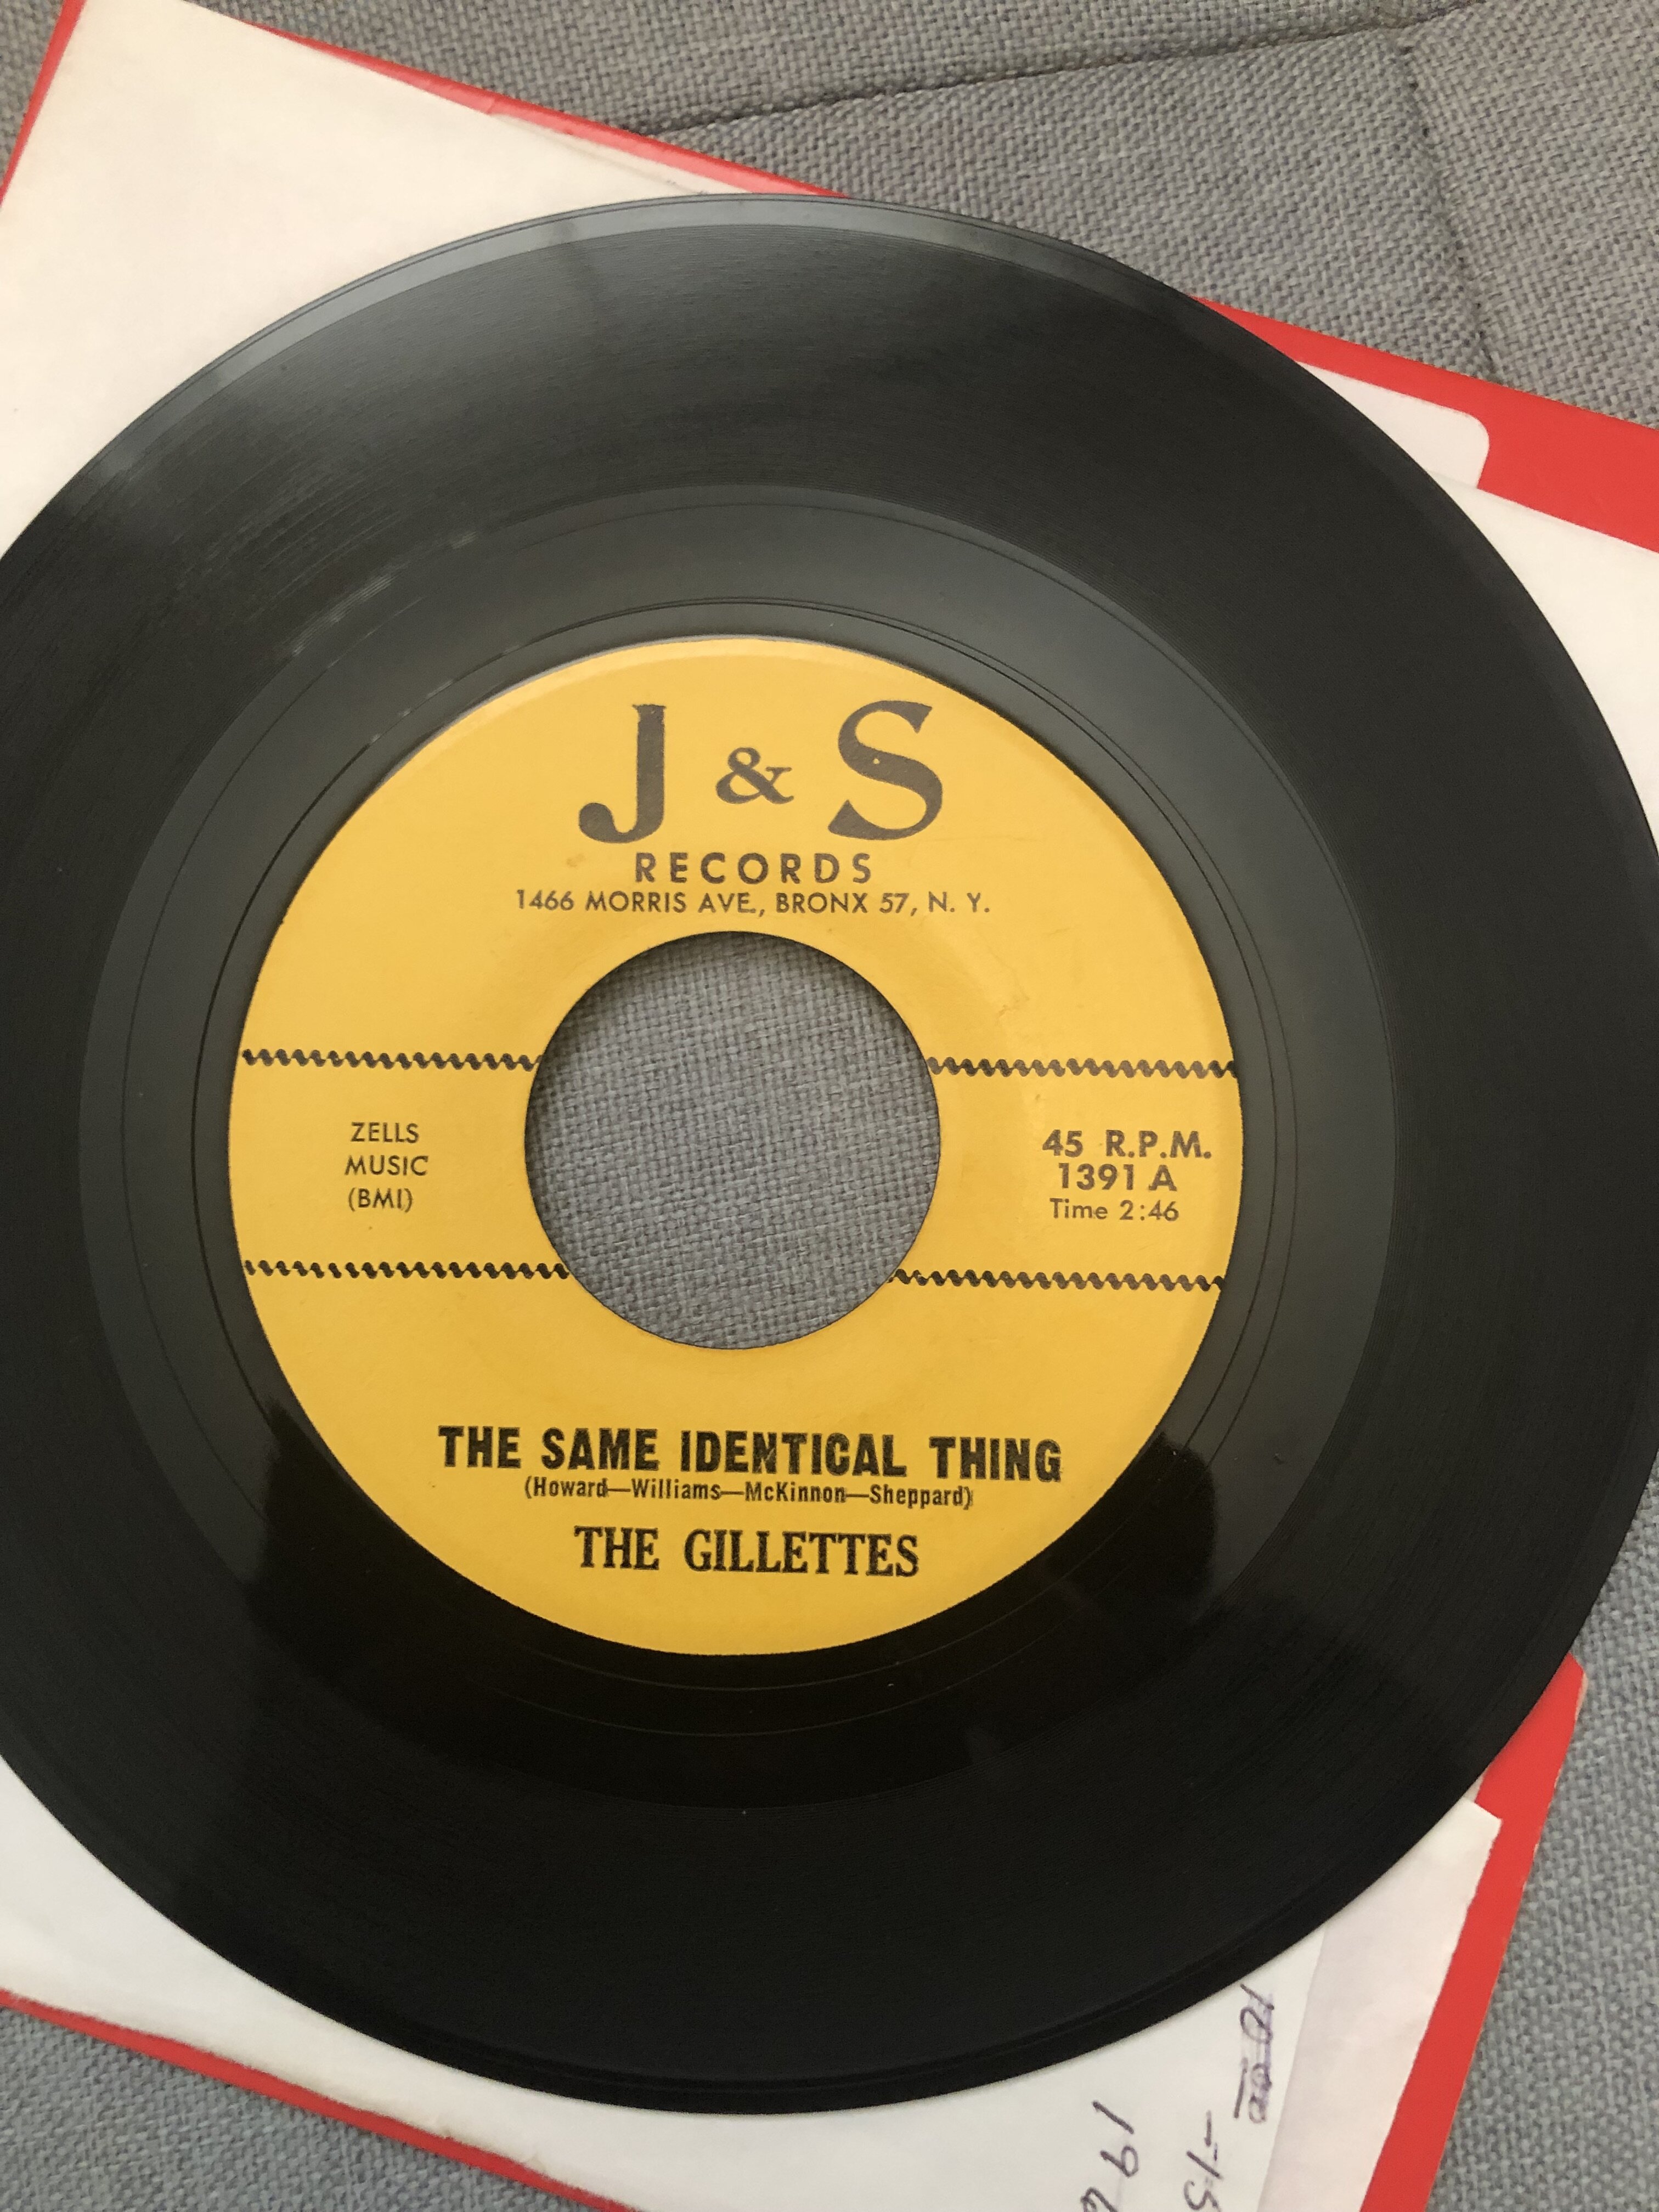 J & S
RECORDS
1466 MORRIS AVE., BRONX 57, N. Y.
ZELLS
MUSIC
(BMI)
45 R.P.M.
1391 A
Time 2:46
THE SAME IDENTICAL THING
(Howard—Williams—McKinnon—Sheppard)
THE GILLETTES